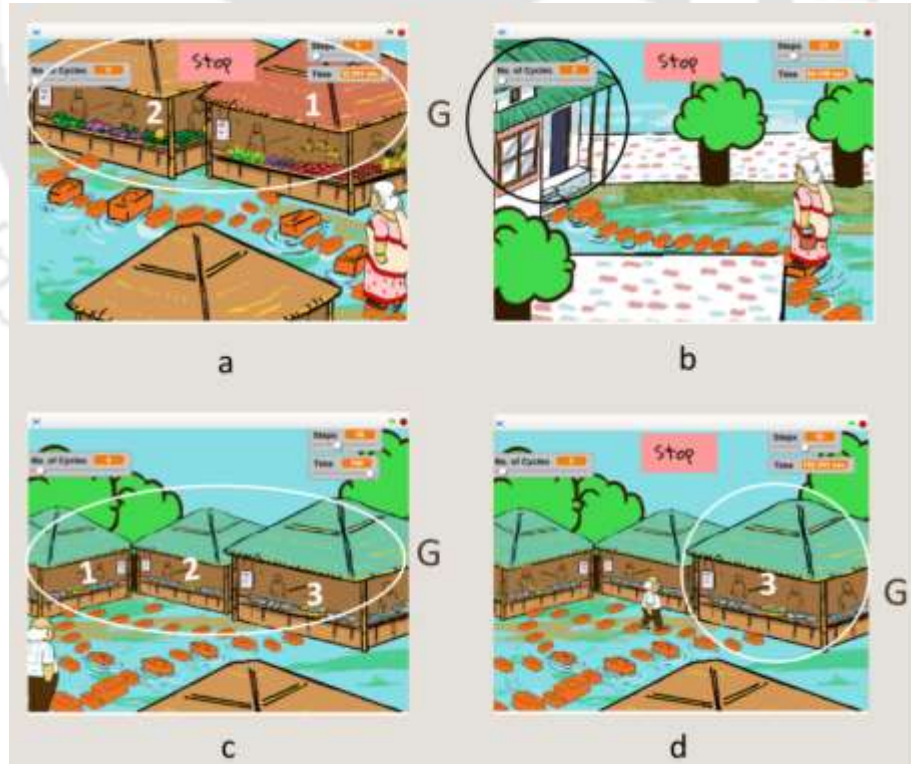 Stop
Steps
No. of Cycles
Time
2
1
G
Stop
Steps
No. of Cycles
Time
a
b
Steps
No. of Cycles
Time
1
2
3
G
Stop
Steps
No. of Cycles
Time
3
G
c
d